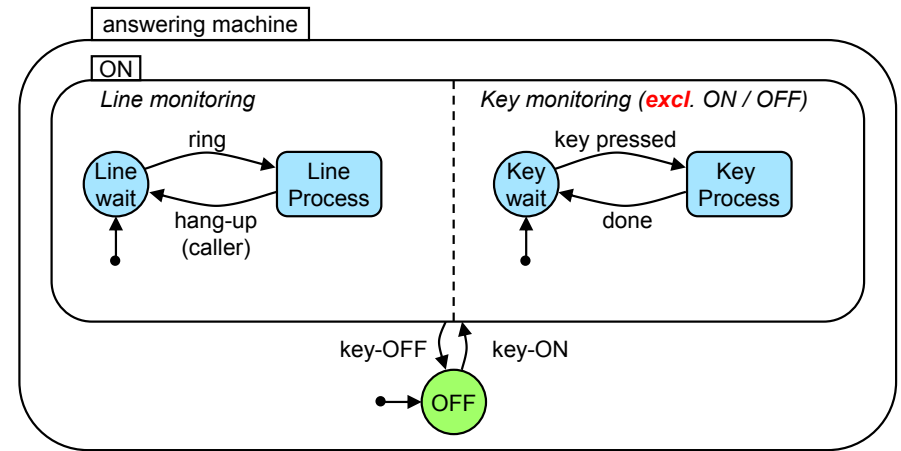 answering machine
ON
Line monitoring
Key monitoring (excl. ON / OFF)
ring
Line
wait
Line
Process
hang-up
(caller)
key pressed
Key
wait
Key
Process
done
key-OFF
key-ON
OFF